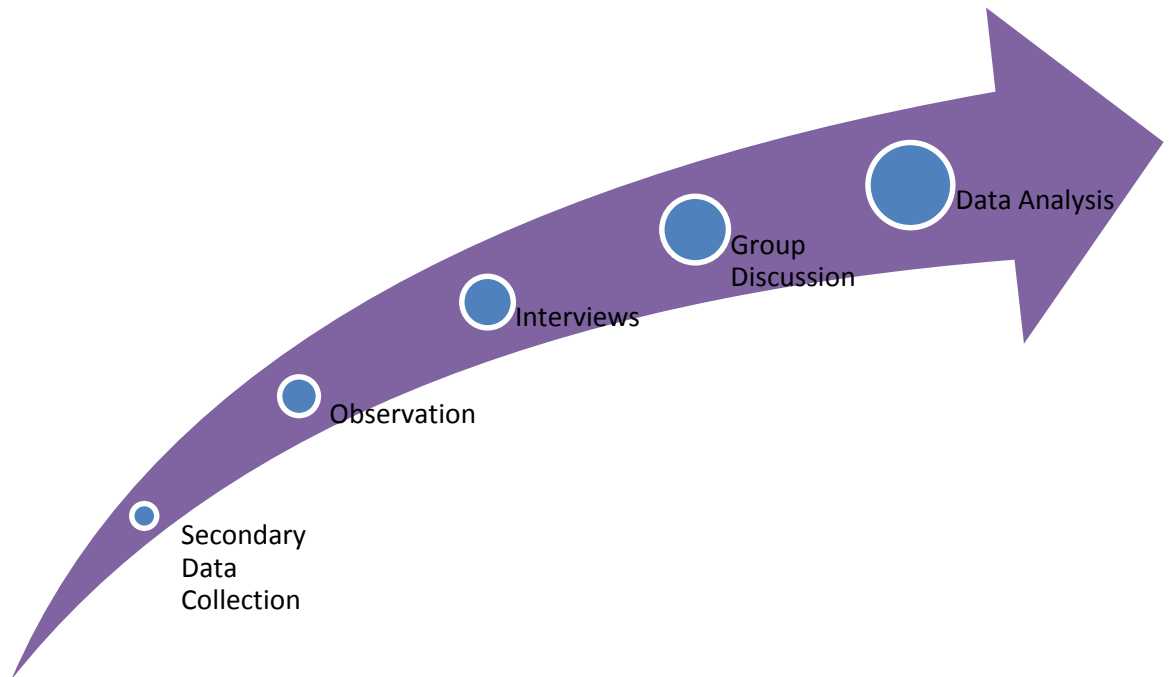 Secondary
Data
Collection
Observation
Interviews
Group
Discussion
Data Analysis